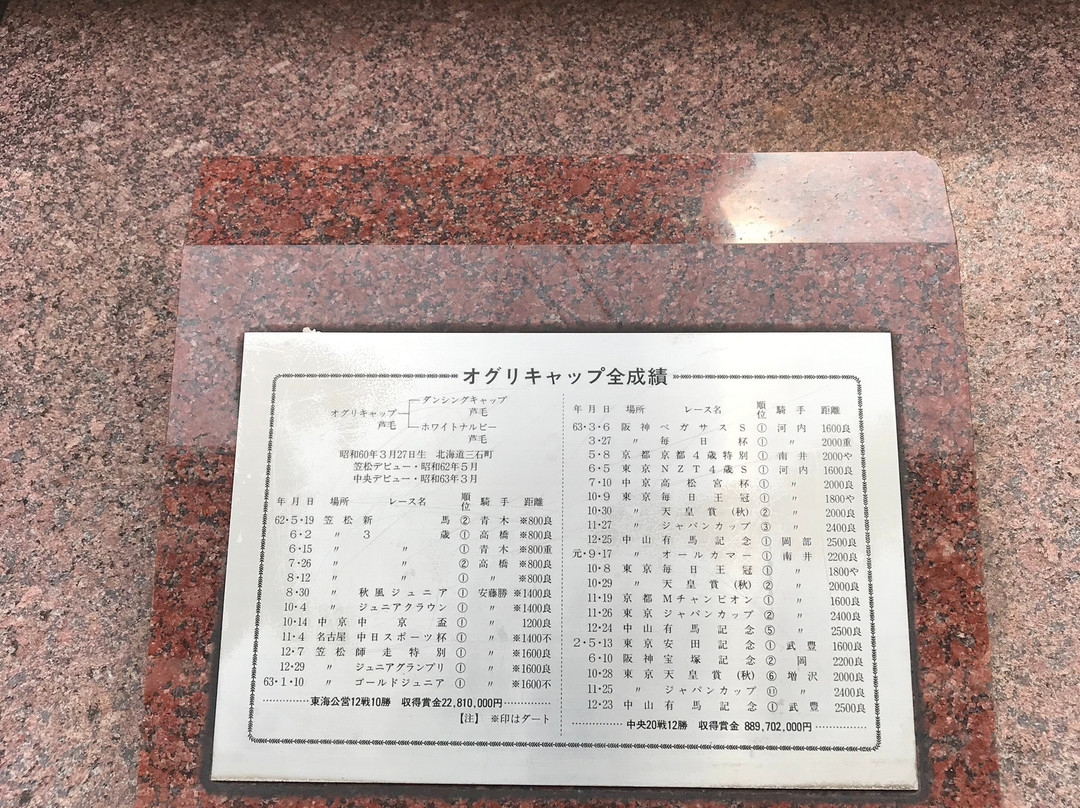 オグリキャップ全成績
ダンシングキャップ
芦毛
オグリキャップ
芦毛
ホワイトナルビー
芦毛
昭和60年3月27日生 北海道三石町
笠松デビュー・昭和62年5月
中央デビュー・昭和63年3月
年月日 場所 レース名 順位 騎手 距離
62・5・19 笠松 新馬 ② 青木 ※800良
6・2 〃 3歳 ① 高橋 ※800良
6・15 〃 〃 ① 青木 ※800重
7・26 〃 〃 ② 高橋 ※800良
8・12 〃 〃 ① 〃 ※800良
8・30 〃 秋風ジュニア ① 安藤勝 ※1400良
10・4 〃 ジュニアクラウン ① 〃 ※1400良
10・14 中京 中京盃 ① 〃 1200良
11・4 名古屋 中日スポーツ杯 ① 〃 ※1400不
12・7 笠松 師走特別 ① 〃 ※1600良
12・29 〃 ジュニアグランプリ ① 〃 ※1600良
63・1・10 〃 ゴールドジュニア ① 〃 ※1600不
東海公営12戦10勝 収得賞金22,810,000円
【注】 ※印はダート
年月日 場所 レース名 順位 騎手 距離
63・3・6 阪神 ペガサスS ① 河内 1600良
3・27 〃 毎日杯 ① 〃 2000重
5・8 京都 京都4歳特別 ① 南井 2000や
6・5 東京 NZT4歳S ① 河内 1600良
7・10 中京 高松宮杯 ① 〃 2000良
10・9 東京 毎日王冠 ① 〃 1800や
10・30 〃 天皇賞(秋) ② 〃 2000良
11・27 〃 ジャパンカップ ③ 〃 2400良
12・25 中山 有馬記念 ① 岡部 2500良
元・9・17 〃 オールカマー ① 南井 2200良
10・8 東京 毎日王冠 ① 〃 1800や
10・29 〃 天皇賞(秋) ② 〃 2000良
11・19 京都 Mチャンピオン ① 〃 1600良
11・26 東京 ジャパンカップ ② 〃 2400良
12・24 中山 有馬記念 ⑤ 〃 2500良
2・5・13 東京 安田記念 ① 武豊 1600良
6・10 阪神 宝塚記念 ② 岡 2200良
10・28 東京 天皇賞(秋) ⑥ 増沢 2000良
11・25 〃 ジャパンカップ ⑪ 〃 2400良
12・23 中山 有馬記念 ① 武豊 2500良
中央20戦12勝 収得賞金 889,702,000円